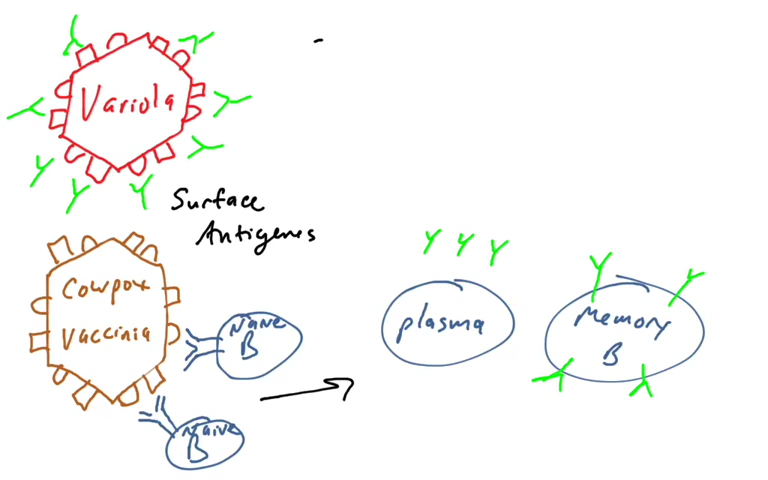 Variola
Surface
Antigens
Cowpox
Vaccinia
Naive
B
Naive
B
plasma
Memory
B